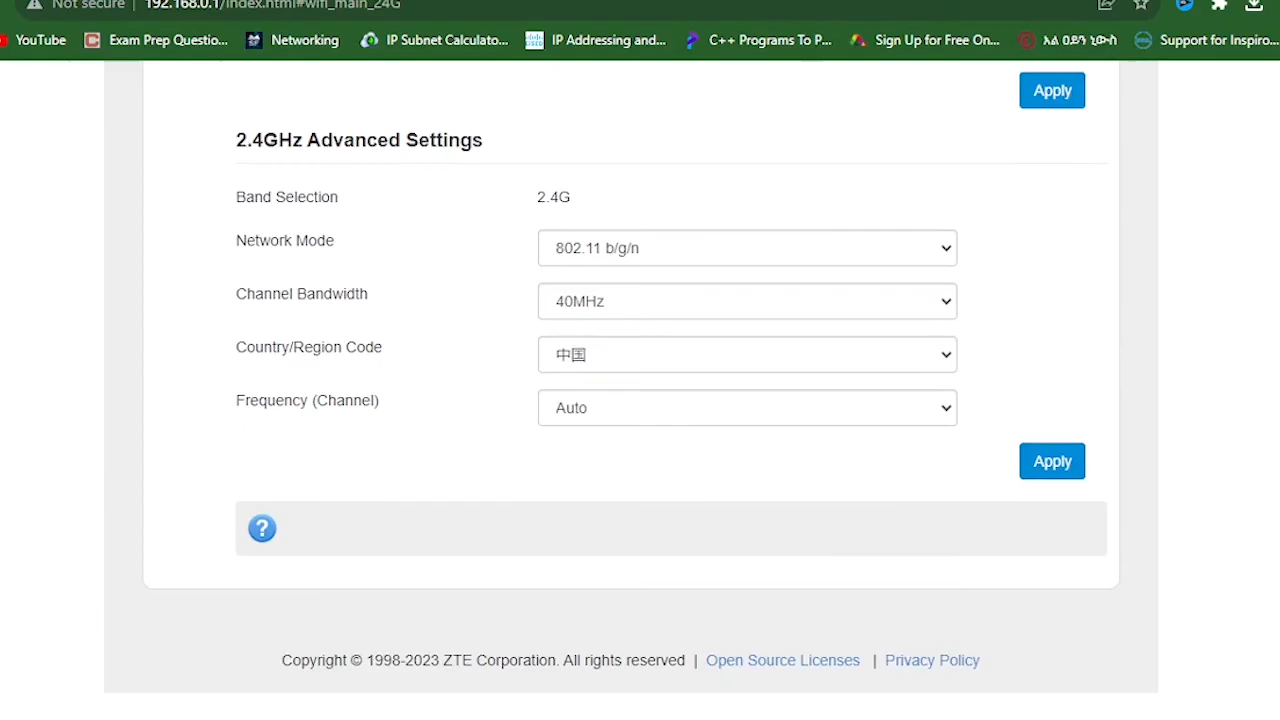 Not secure 192.168.0.1/index.html#wifi_main_24G
YouTube Exam Prep Questio... Networking IP Subnet Calculato... IP Addressing and... C++ Programs To P... Sign Up for Free On... አል ዐይን ኒውስ Support for Inspiro...
Apply
2.4GHz Advanced Settings
Band Selection 2.4G
Network Mode 802.11 b/g/n
Channel Bandwidth 40MHz
Country/Region Code 中国
Frequency (Channel) Auto
Apply
?
Copyright © 1998-2023 ZTE Corporation. All rights reserved | Open Source Licenses | Privacy Policy